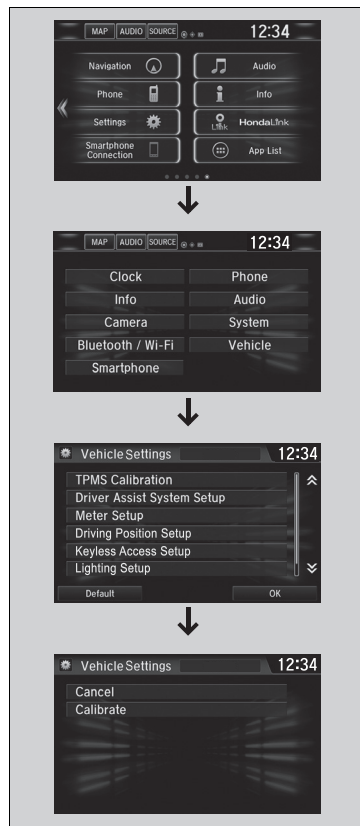 MAP AUDIO SOURCE 12:34
Navigation Audio
Phone Info
Settings Link HondaLink
Smartphone
Connection App List
MAP AUDIO SOURCE 12:34
Clock Phone
Info Audio
Camera System
Bluetooth / Wi-Fi Vehicle
Smartphone
Vehicle Settings 12:34
TPMS Calibration
Driver Assist System Setup
Meter Setup
Driving Position Setup
Keyless Access Setup
Lighting Setup
Default OK
Vehicle Settings 12:34
Cancel
Calibrate